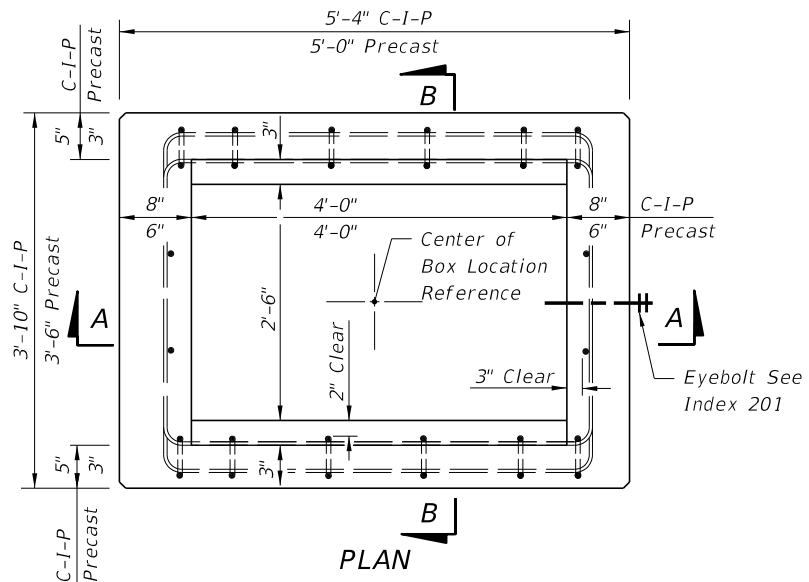 5'-4" C-I-P
5'-0" Precast
C-I-P
Precast
B
5"
3"
3"
8"
6"
4'-0"
4'-0"
8"
6"
C-I-P
Precast
Center of
Box Location
Reference
3'-10" C-I-P
3'-6" Precast
A
2'-6"
A
2" Clear
3" Clear
Eyebolt See
Index 201
5"
3"
3"
B
C-I-P
Precast
PLAN